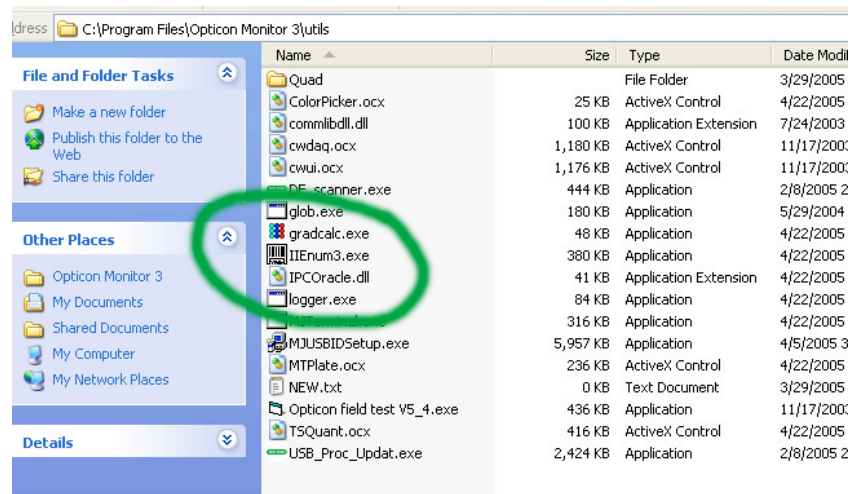 dress C:\Program Files\Opticon Monitor 3\utils
Name Size Type Date Modif
File and Folder Tasks
Make a new folder
Publish this folder to the
Web
Share this folder
Other Places
Opticon Monitor 3
My Documents
Shared Documents
My Computer
My Network Places
Details
Quad File Folder 3/29/2005
ColorPicker.ocx 25 KB ActiveX Control 4/22/2005
commlibdll.dll 100 KB Application Extension 7/24/2003
cwdaq.ocx 1,180 KB ActiveX Control 11/17/2003
cwui.ocx 1,176 KB ActiveX Control 11/17/2003
DE_scanner.exe 444 KB Application 2/8/2005 2
glob.exe 180 KB Application 5/29/2004
gradcalc.exe 48 KB Application 4/22/2005
IIEnum3.exe 380 KB Application 4/22/2005
IPCOracle.dll 41 KB Application Extension 4/22/2005
logger.exe 84 KB Application 4/22/2005
316 KB Application 4/22/2005
MJUSBIDSetup.exe 5,957 KB Application 4/5/2005 3
MTPlate.ocx 236 KB ActiveX Control 4/22/2005
NEW.txt 0 KB Text Document 3/29/2005
Opticon field test V5_4.exe 436 KB Application 11/17/2003
TSQuant.ocx 416 KB ActiveX Control 4/22/2005
USB_Proc_Updat.exe 2,424 KB Application 2/8/2005 2